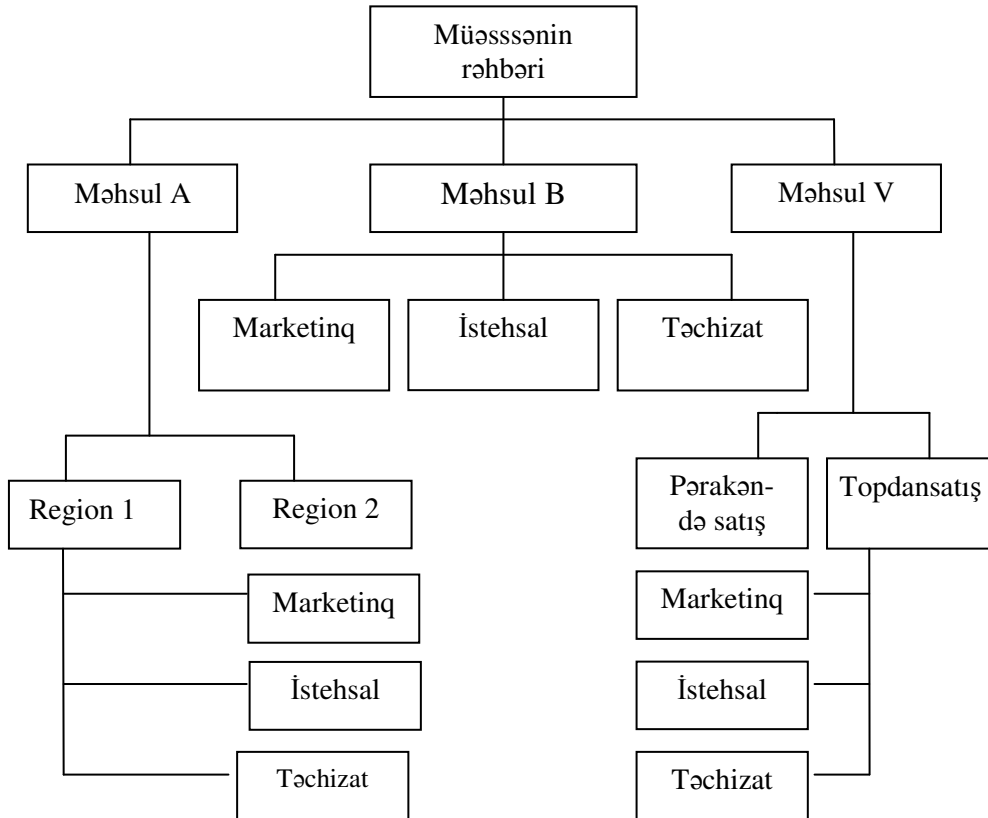 Müəsssənin
rəhbəri
Məhsul A
Məhsul B
Məhsul V
Marketinq
İstehsal
Təchizat
Region 1
Region 2
Pərakən-
də satış
Topdansatış
Marketinq
Marketinq
İstehsal
İstehsal
Təchizat
Təchizat